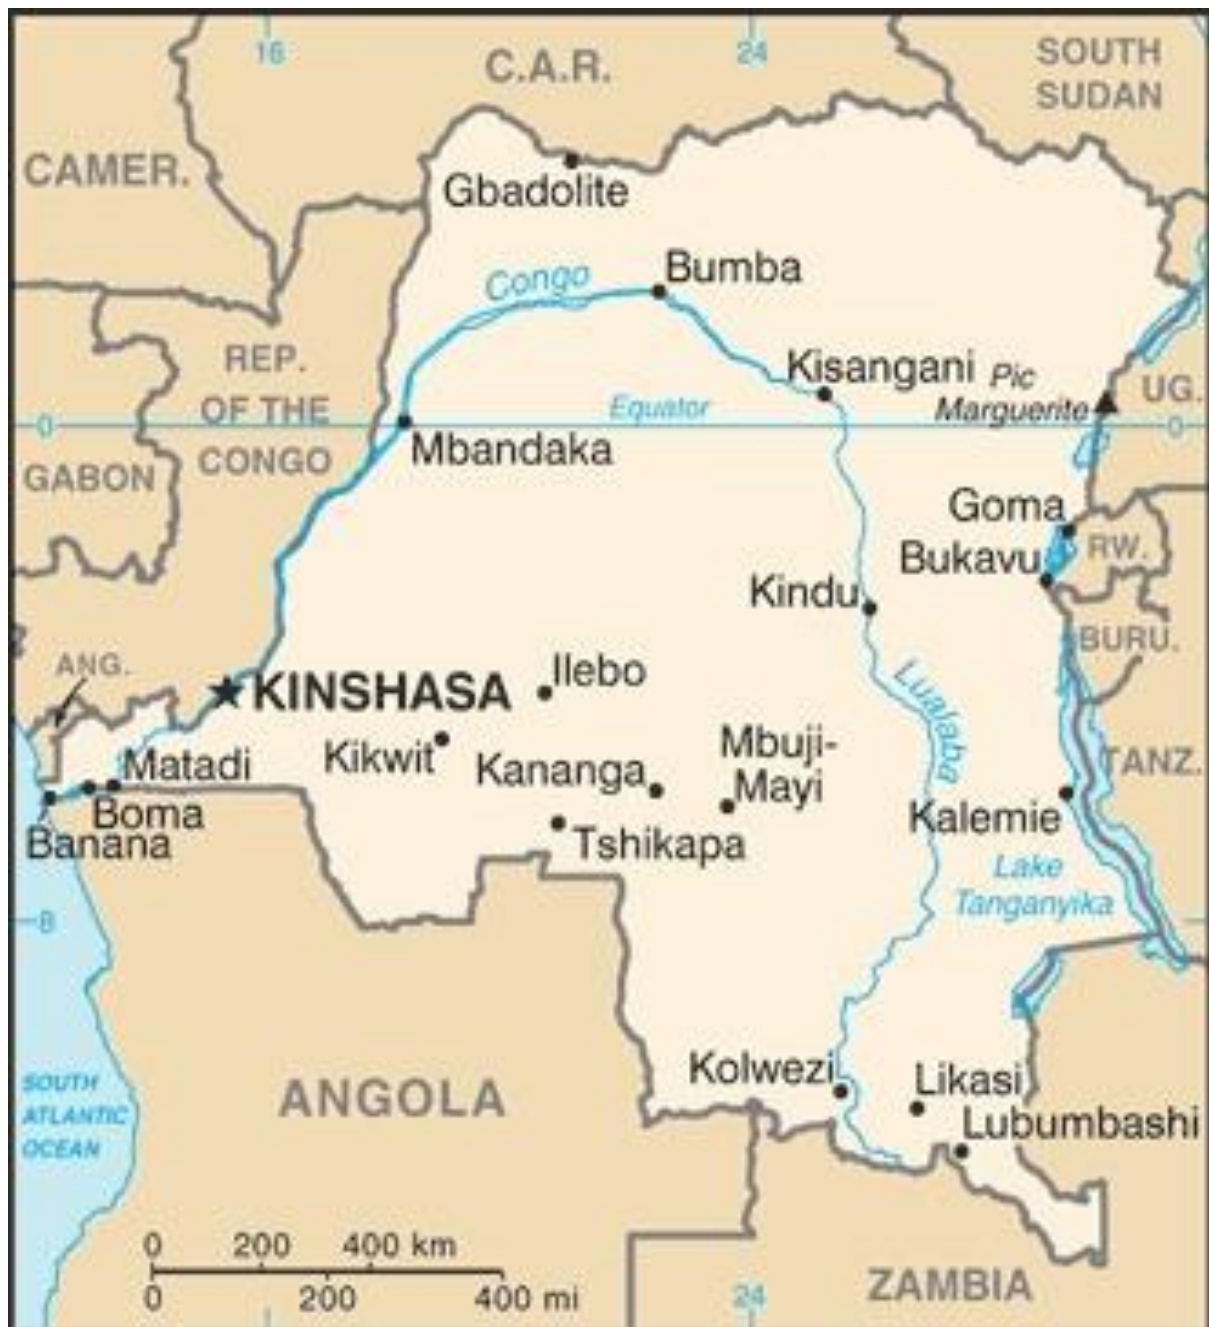 16
24
C.A.R.
SOUTH
SUDAN
CAMER.
Gbadolite
Congo
Bumba
REP.
OF THE
CONGO
Kisangani
Pic
Marguerite
UG.
Equator
0
0
Mbandaka
GABON
Goma
RW.
Bukavu
Kindu
BURU.
ANG.
KINSHASA
Ilebo
Lualaba
Kikwit
Kananga
Mbuji-
Mayi
TANZ.
Matadi
Boma
Banana
Tshikapa
Kalemie
Lake
Tanganyika
8
Kolwezi
Likasi
Lubumbashi
SOUTH
ATLANTIC
OCEAN
ANGOLA
ZAMBIA
0 200 400 km
0 200 400 mi
24